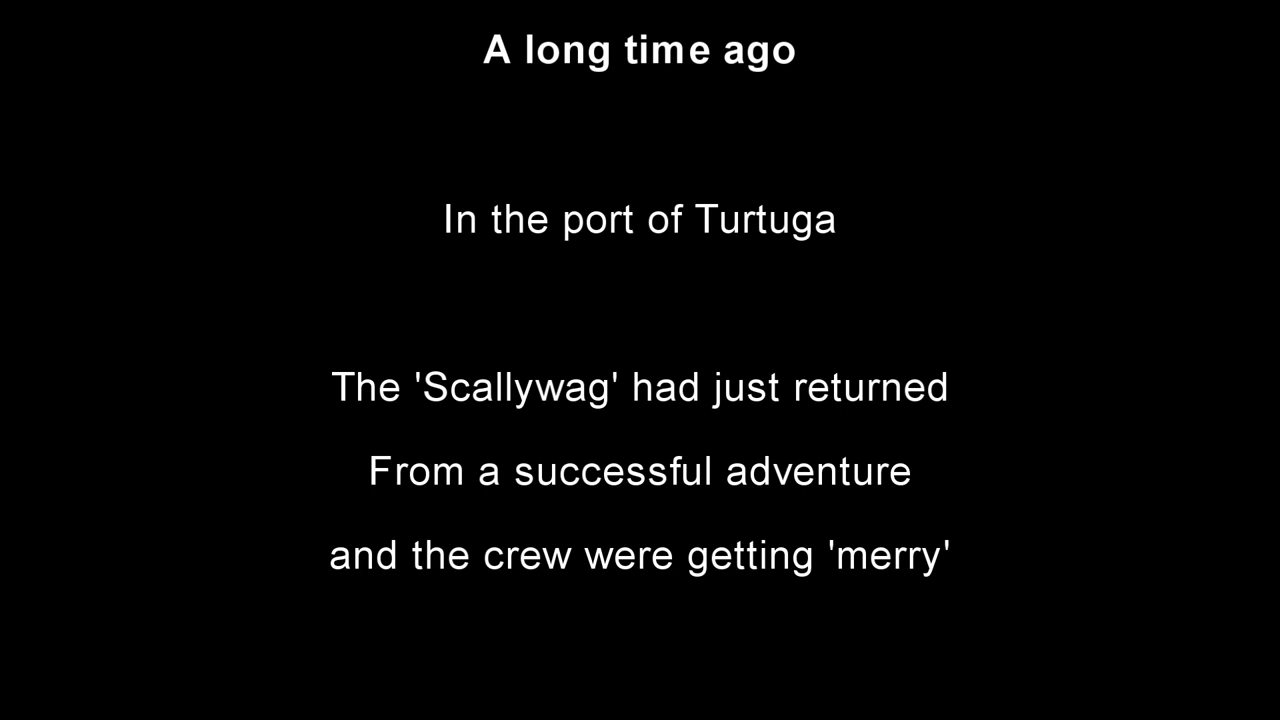 A long time ago
In the port of Turtuga
The 'Scallywag' had just returned
From a successful adventure
and the crew were getting 'merry'